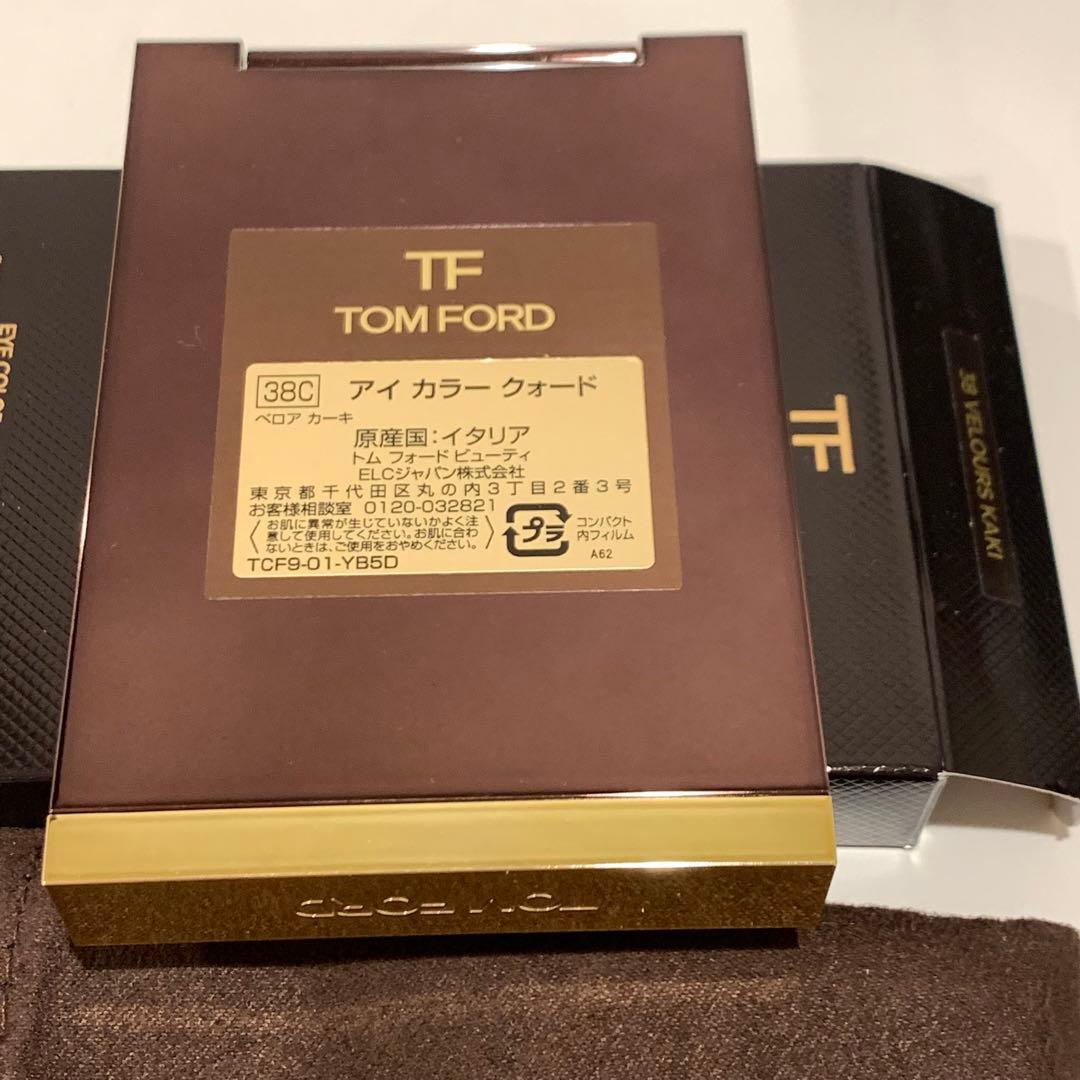 TF
TOM FORD
38C アイ カラー クォード
ベロア カーキ
原産国:イタリア
トム フォード ビューティ
ELCジャパン株式会社
東京都千代田区丸の内3丁目2番3号
お客様相談室 0120-032821
〈お肌に異常が生じていないかよく注
意して使用してください。お肌に合わ
ないときは、ご使用をおやめください。〉
プラ
コンパクト
内フィルム
TCF9-01-YB5D
A62
TOM FORD
TF
38 VELOURS KAKI
EYE COLOR